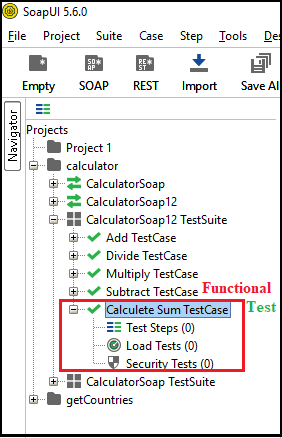 SoapUI 5.6.0
File Project Suite Case Step Tools Des
Empty SOAP REST Import Save Al
Navigator
Projects
Project 1
calculator
CalculatorSoap
CalculatorSoap12
CalculatorSoap12 TestSuite
Add TestCase
Divide TestCase
Multiply TestCase
Subtract TestCase Functional
Calculete Sum TestCase Test
Test Steps (0)
Load Tests (0)
Security Tests (0)
CalculatorSoap TestSuite
getCountries